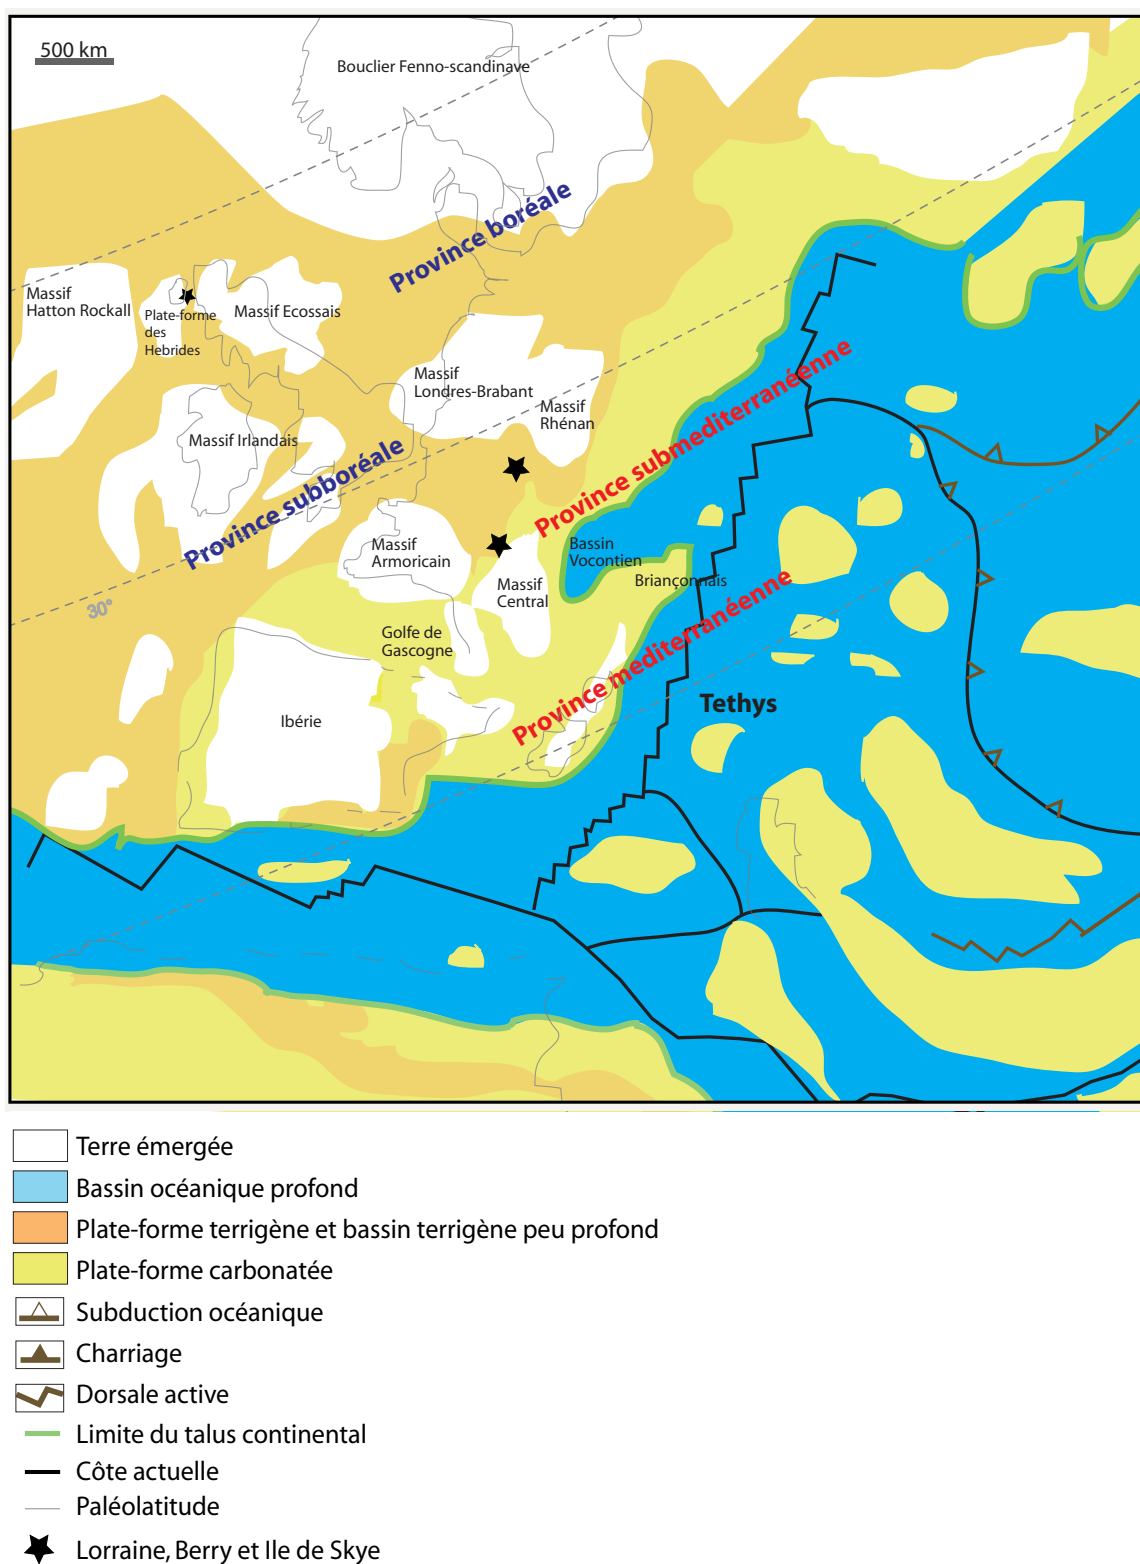 500 km
Bouclier Fenno-scandinave
Province boréale
Massif
Hatton Rockall
Plate-forme
des
Hebrides
Massif Ecossais
Massif
Londres-Brabant
Massif
Rhénan
Massif Irlandais
Province subboréale
Province submediterranéenne
Massif
Armoricain
Bassin
Vocontien
Briançonnais
Massif
Central
30°
Golfe de
Gascogne
Province mediterranéenne
Ibérie
Tethys
Terre émergée
Bassin océanique profond
Plate-forme terrigène et bassin terrigène peu profond
Plate-forme carbonatée
Subduction océanique
Charriage
Dorsale active
Limite du talus continental
Côte actuelle
Paléolatitude
Lorraine, Berry et Ile de Skye